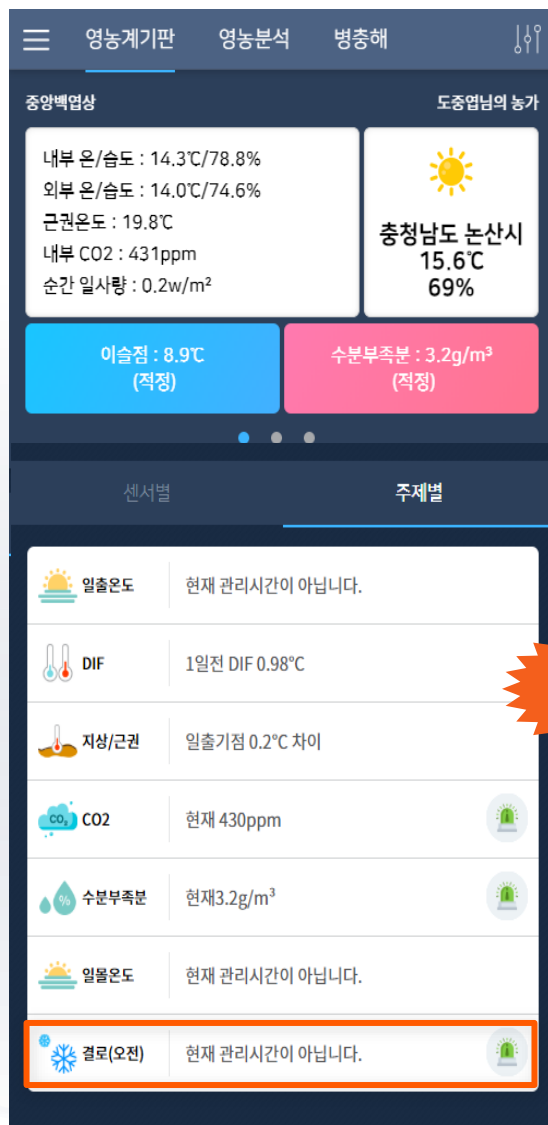 영농계기판 영농분석 병충해
중앙백엽상 도중엽님의 농가
내부 온/습도 : 14.3℃/78.8%
외부 온/습도 : 14.0℃/74.6%
근권온도 : 19.8℃
내부 CO2 : 431ppm
순간 일사량 : 0.2w/m²
충청남도 논산시
15.6℃
69%
이슬점 : 8.9℃
(적정)
수분부족분 : 3.2g/m³
(적정)
센서별 주제별
일출온도 현재 관리시간이 아닙니다.
DIF 1일전 DIF 0.98℃
지상/근권 일출기점 0.2℃ 차이
CO₂ CO2 현재 430ppm
% 수분부족분 현재3.2g/m³
일몰온도 현재 관리시간이 아닙니다.
결로(오전) 현재 관리시간이 아닙니다.